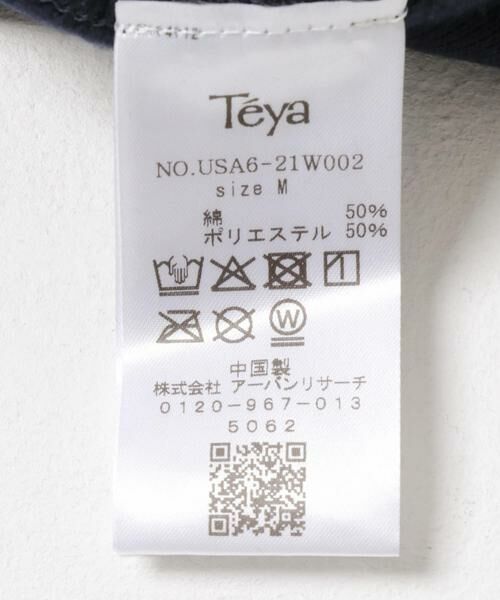 Téya
NO.USA6-21W002
size M
綿 50%
ポリエステル 50%
W
中国製
株式会社 アーバンリサーチ
0120-967-013
5062